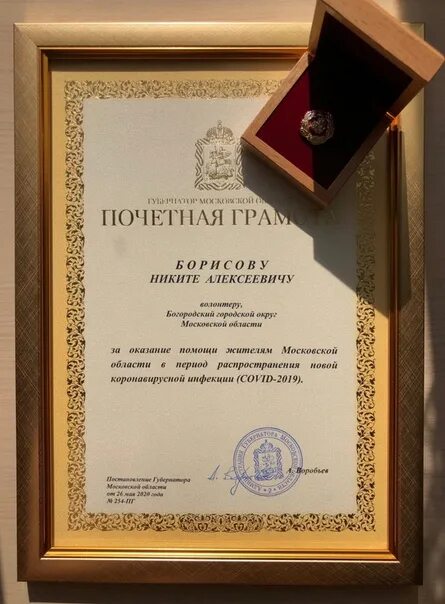 ГУБЕРНАТОР МОСКОВСКОЙ
ПОЧЕТНАЯ ГРАМОТА
БОРИСОВУ
НИКИТЕ АЛЕКСЕЕВИЧУ
волонтеру,
Богородский городской округ
Московской области
за оказание помощи жителям Московской
области в период распространения новой
коронавирусной инфекции (COVID-2019).
А. Воробьев
Постановление Губернатора
Московской области
от 26 мая 2020 года
№ 254-ПГ